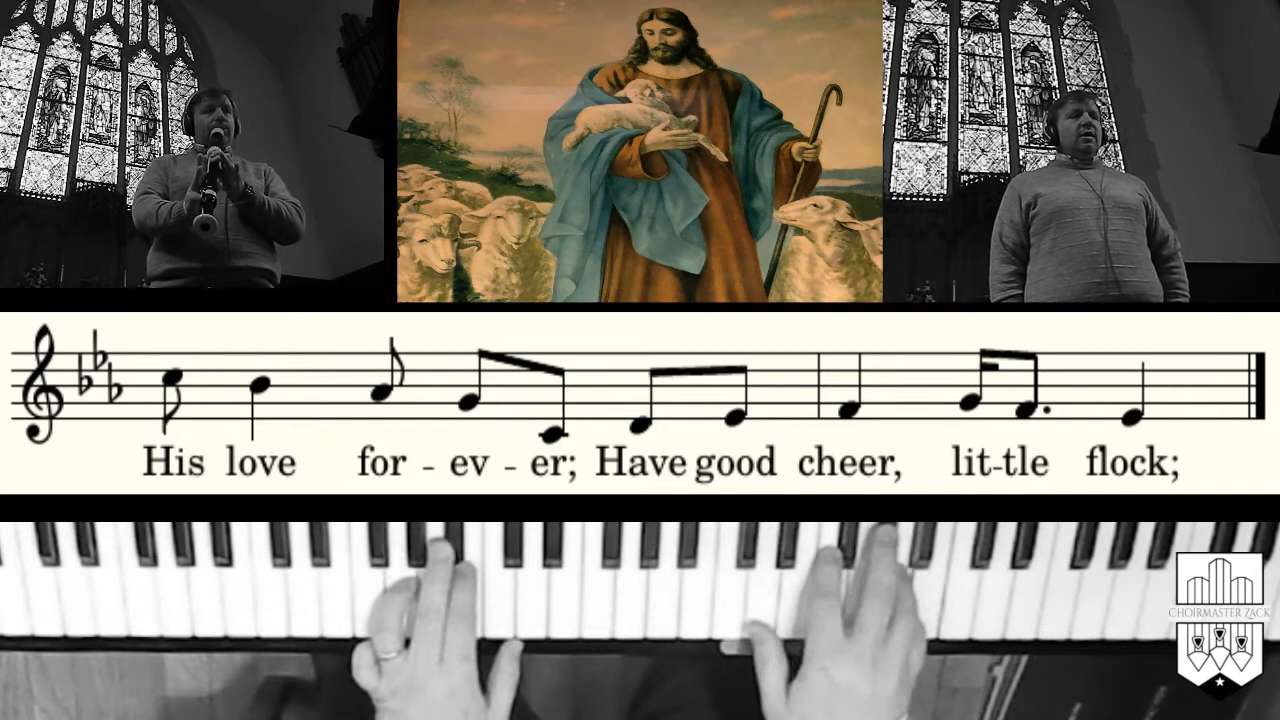 His love for - ev - er; Have good cheer, lit-tle flock;
CHOIRMASTER ZACK